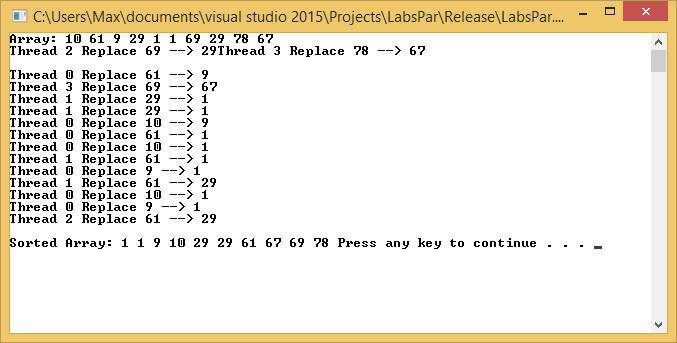 C:\Users\Max\documents\visual studio 2015\Projects\LabsPar\Release\LabsPar....
Array: 10 61 9 29 1 1 69 29 78 67
Thread 2 Replace 69 --> 29Thread 3 Replace 78 --> 67
Thread 0 Replace 61 --> 9
Thread 3 Replace 69 --> 67
Thread 1 Replace 29 --> 1
Thread 1 Replace 29 --> 1
Thread 0 Replace 10 --> 9
Thread 0 Replace 61 --> 1
Thread 0 Replace 10 --> 1
Thread 1 Replace 61 --> 1
Thread 0 Replace 9 --> 1
Thread 1 Replace 61 --> 29
Thread 0 Replace 10 --> 1
Thread 0 Replace 9 --> 1
Thread 2 Replace 61 --> 29
Sorted Array: 1 1 9 10 29 29 61 67 69 78 Press any key to continue . . .